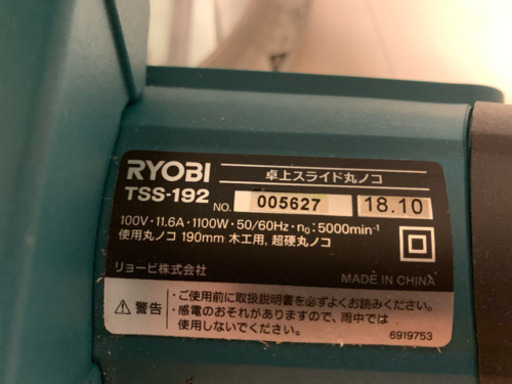 RYOBI 卓上スライド丸ノコ
TSS-192 NO. 005627 18.10
100V・11.6A・1100W・50/60Hz・n₀:5000min⁻¹
使用丸ノコ 190mm 木工用, 超硬丸ノコ
リョービ株式会社
MADE IN CHINA
警告
・ご使用前に取扱説明書を必ずよくお読みください。
・感電のおそれがありますので、雨中では
使用しないでください。
6919753